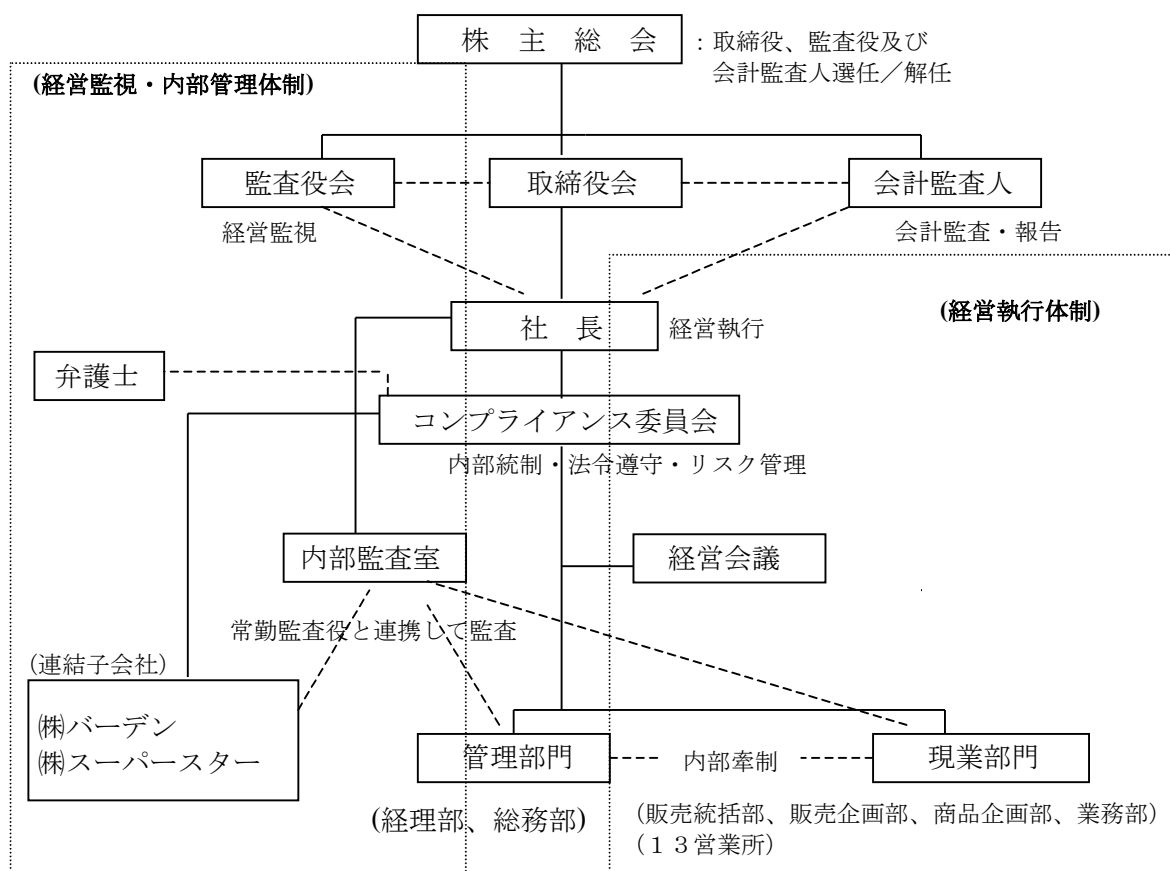 株　主　総　会
：取締役、監査役及び
会計監査人選任／解任
(経営監視・内部管理体制)
監査役会
取締役会
会計監査人
経営監視
会計監査・報告
(経営執行体制)
社　長
経営執行
弁護士
コンプライアンス委員会
内部統制・法令遵守・リスク管理
内部監査室
経営会議
常勤監査役と連携して監査
(連結子会社)
㈱バーデン
㈱スーパースター
管理部門
内部牽制
現業部門
(経理部、総務部)
（販売統括部、販売企画部、商品企画部、業務部）
（１３営業所）